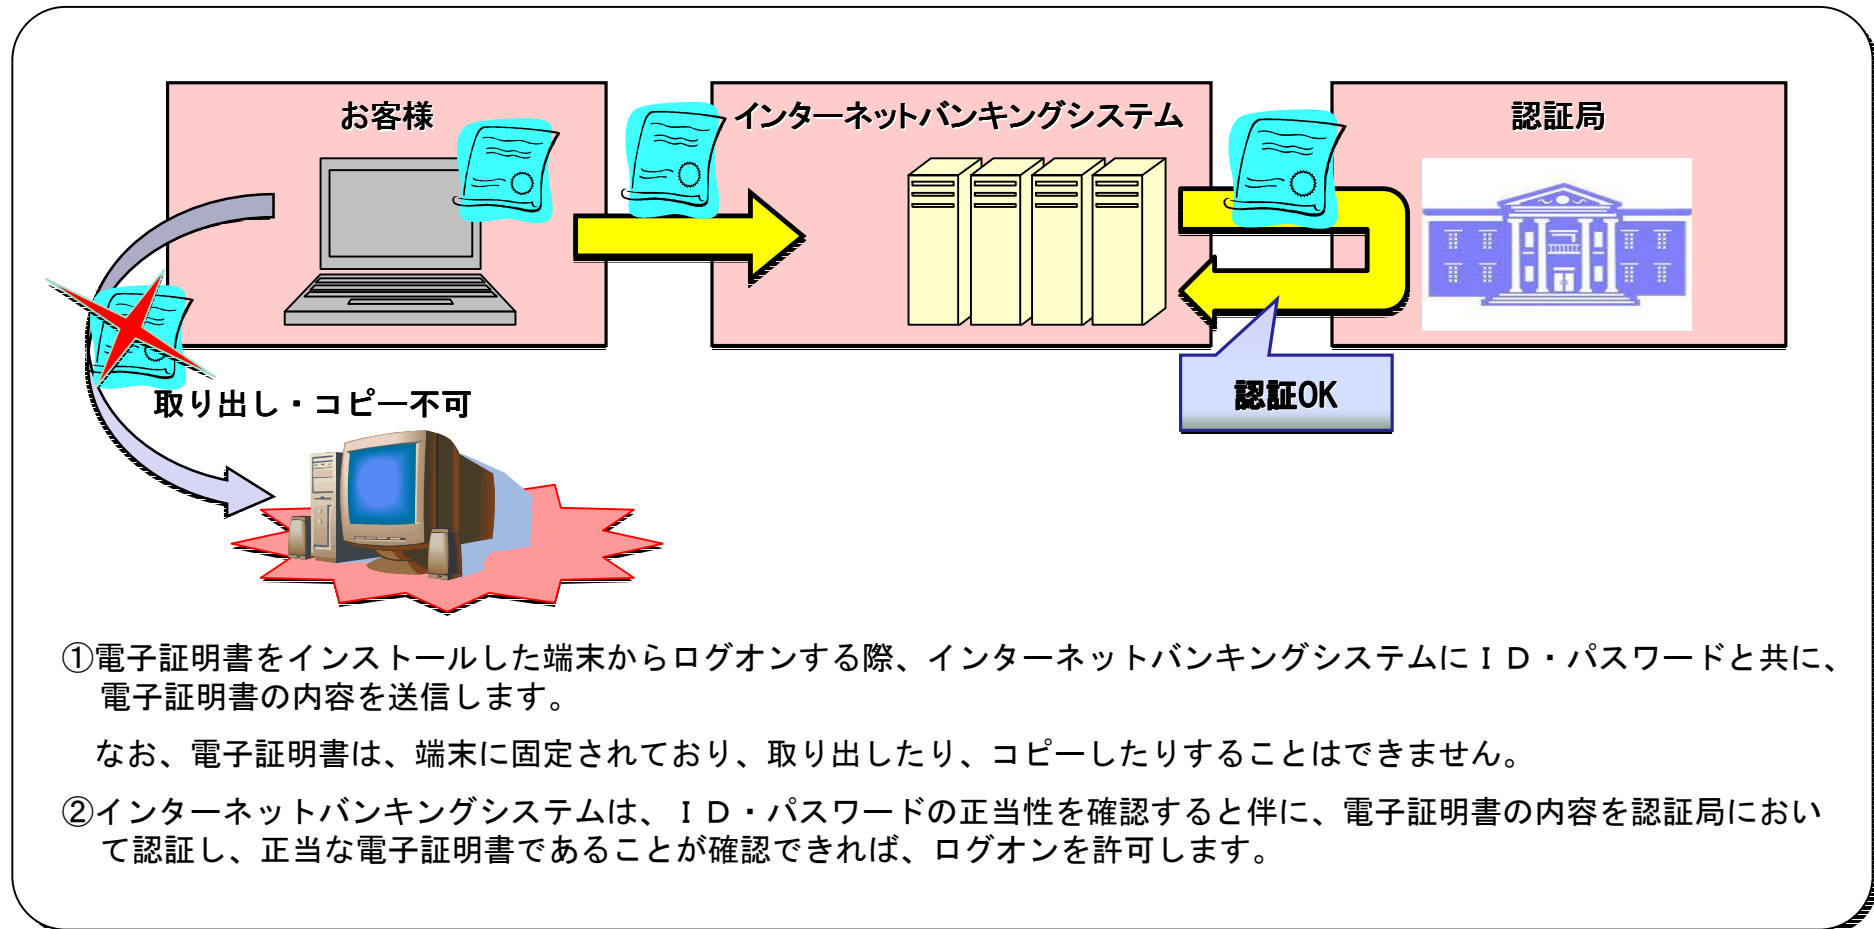 お客様
インターネットバンキングシステム
認証局
取り出し・コピー不可
認証OK
①電子証明書をインストールした端末からログオンする際、インターネットバンキングシステムにＩＤ・パスワードと共に、
電子証明書の内容を送信します。
なお、電子証明書は、端末に固定されており、取り出したり、コピーしたりすることはできません。
②インターネットバンキングシステムは、ＩＤ・パスワードの正当性を確認すると伴に、電子証明書の内容を認証局におい
て認証し、正当な電子証明書であることが確認できれば、ログオンを許可します。